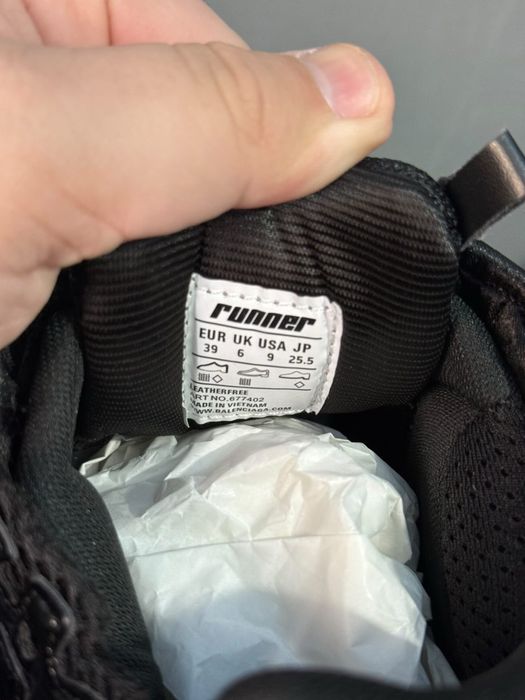 runner
EUR UK USA JP
39 6 9 25.5
LEATHERFREE
PART NO.677402
MADE IN VIETNAM
WWW.BALENCIAGA.COM